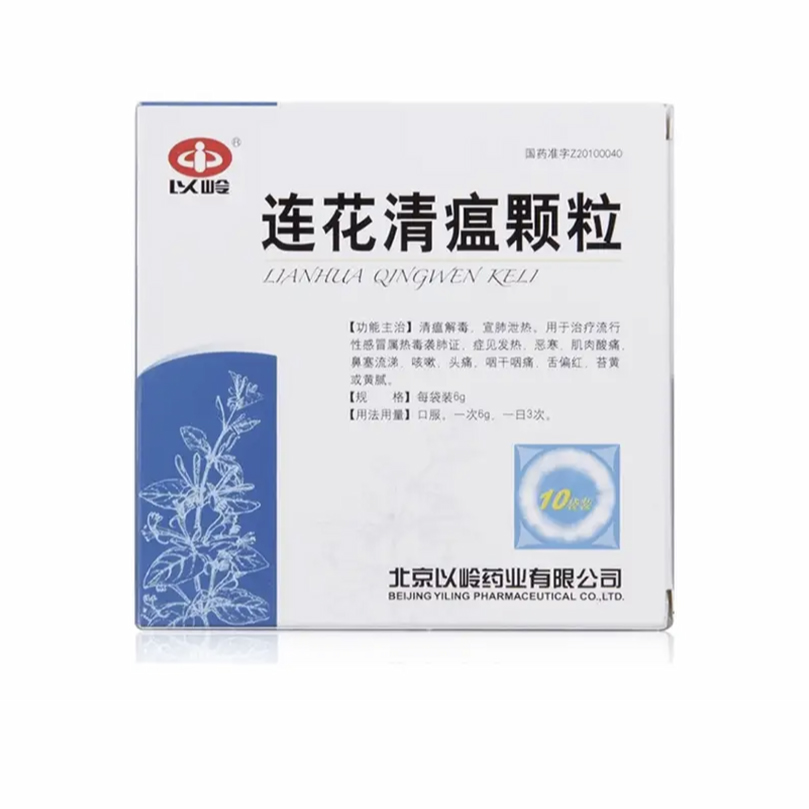 以岭
®
国药准字Z20100040
连花清瘟颗粒
LIANHUA QINGWEN KELI
【功能主治】清瘟解毒，宣肺泄热。用于治疗流行
性感冒属热毒袭肺证，症见发热，恶寒，肌肉酸痛，
鼻塞流涕，咳嗽，头痛，咽干咽痛，舌偏红，苔黄
或黄腻。
【规　　格】每袋装6g
【用法用量】口服。一次6g，一日3次。
10袋装
北京以岭药业有限公司
BEIJING YILING PHARMACEUTICAL CO.,LTD.